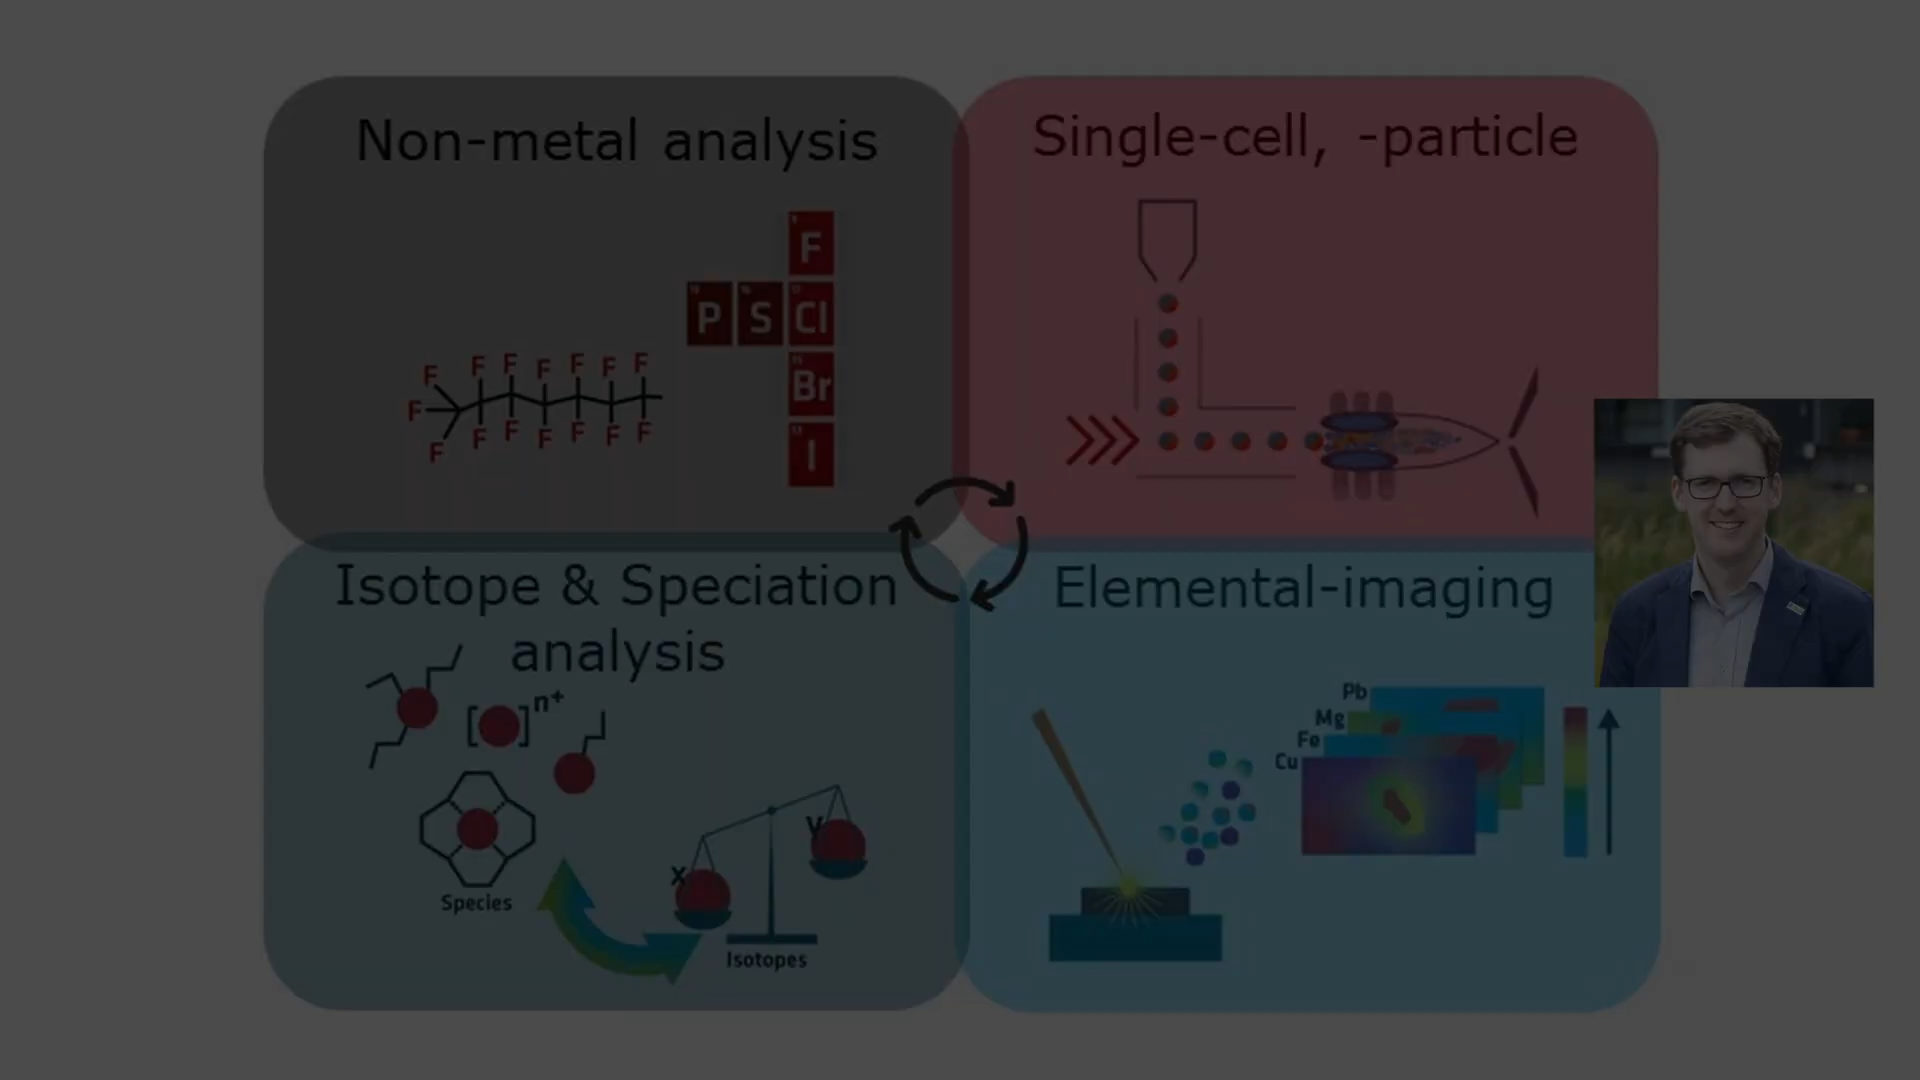 Non-metal analysis
F
P S Cl
Br
I
F F F F F F F
F
F F F F F F F
Single-cell, -particle
Isotope & Speciation
analysis
[ ] n+
Species
x
y
Isotopes
Elemental-imaging
Pb
Mg
Fe
Cu